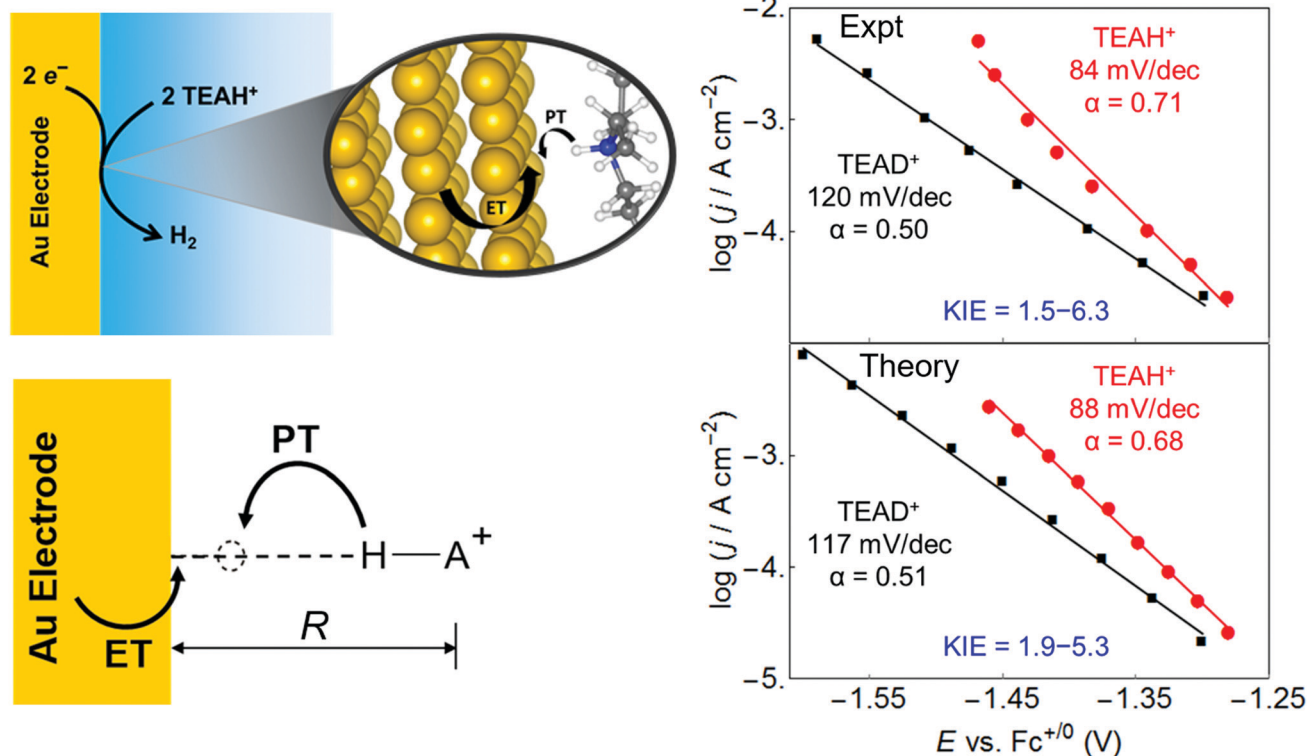 Au Electrode
2 e⁻
2 TEAH⁺
H₂
PT
ET
Au Electrode
PT
H—A⁺
R
ET
Expt
TEAH⁺
84 mV/dec
α = 0.71
TEAD⁺
120 mV/dec
α = 0.50
KIE = 1.5−6.3
−2.
−3.
−4.
log (j / A cm⁻²)
Theory
TEAH⁺
88 mV/dec
α = 0.68
TEAD⁺
117 mV/dec
α = 0.51
KIE = 1.9−5.3
−3.
−4.
−5.
log (j / A cm⁻²)
−1.55 −1.45 −1.35 −1.25
E vs. Fc⁺ᐟ⁰ (V)